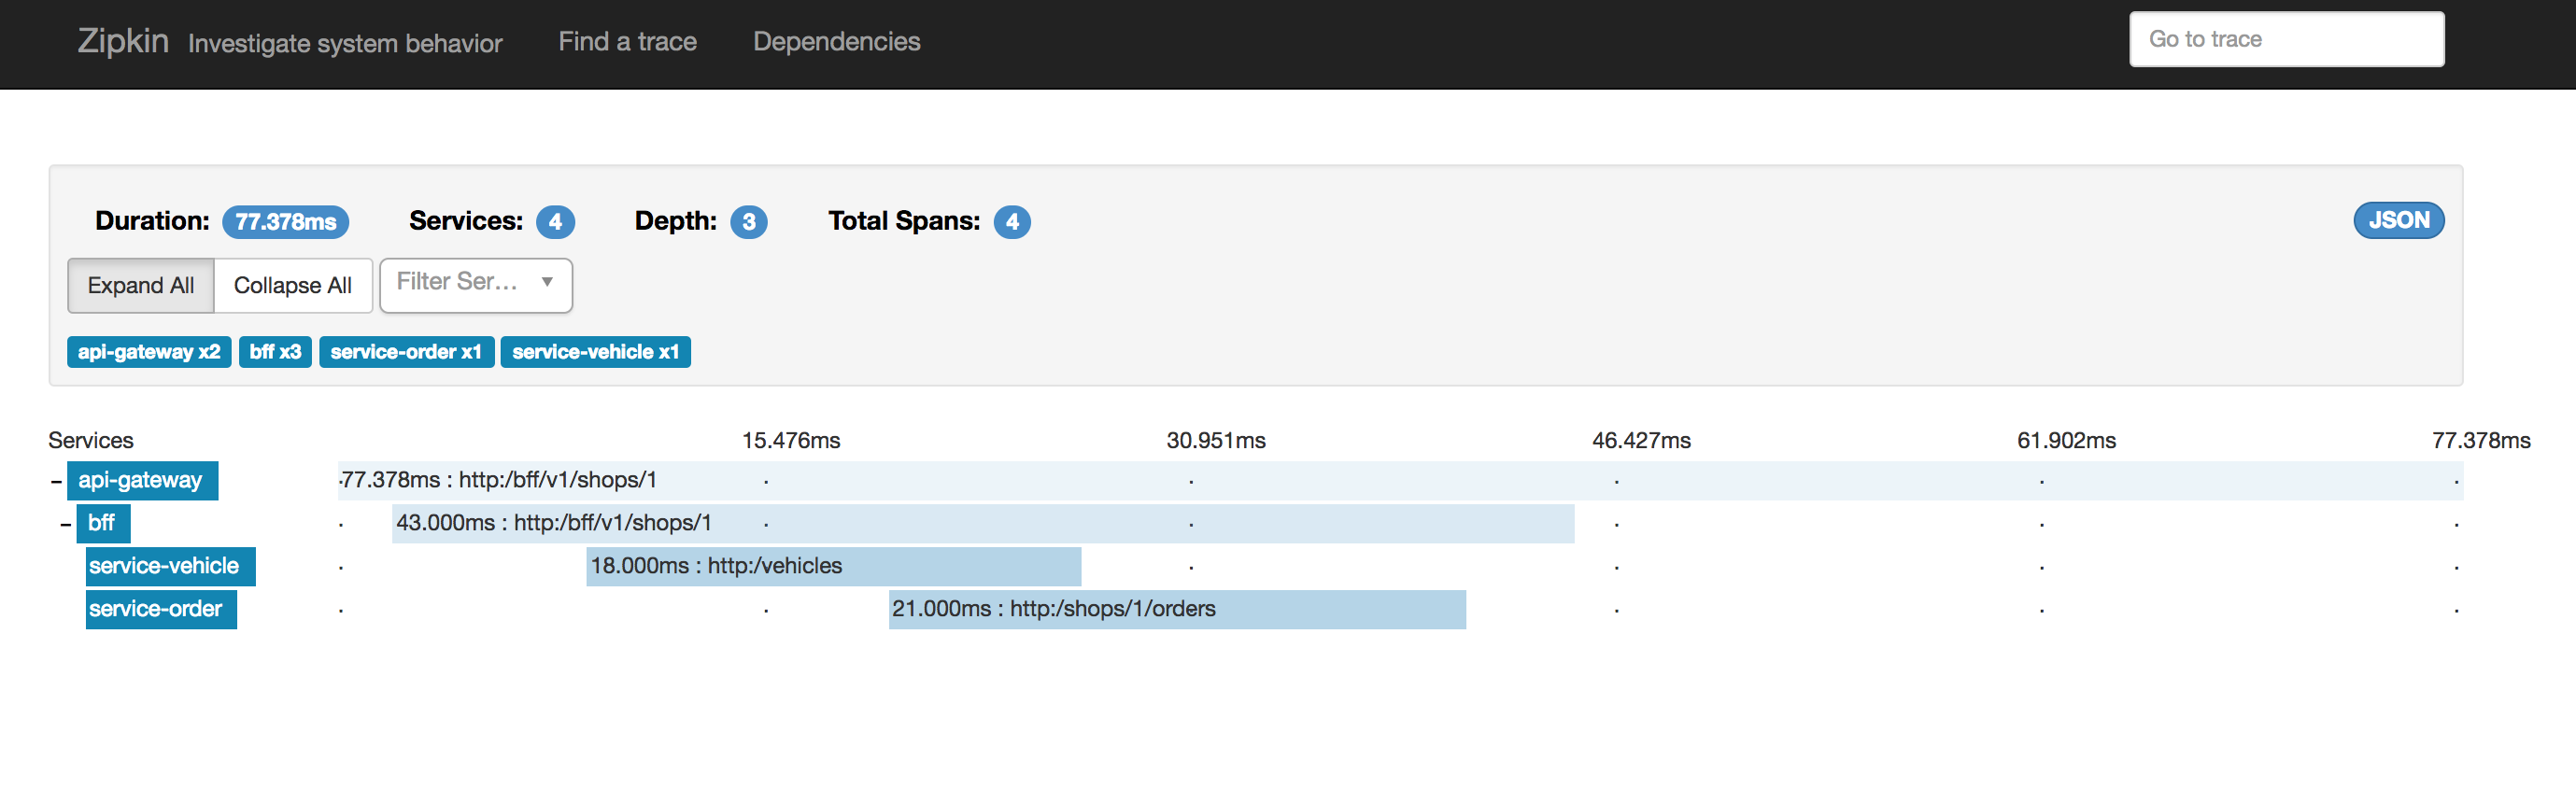 Zipkin Investigate system behavior Find a trace Dependencies Go to trace
Duration: 77.378ms Services: 4 Depth: 3 Total Spans: 4 JSON
Expand All Collapse All Filter Ser...
api-gateway x2 bff x3 service-order x1 service-vehicle x1
Services 15.476ms 30.951ms 46.427ms 61.902ms 77.378ms
- api-gateway 77.378ms : http:/bff/v1/shops/1
- bff 43.000ms : http:/bff/v1/shops/1
service-vehicle 18.000ms : http:/vehicles
service-order 21.000ms : http:/shops/1/orders